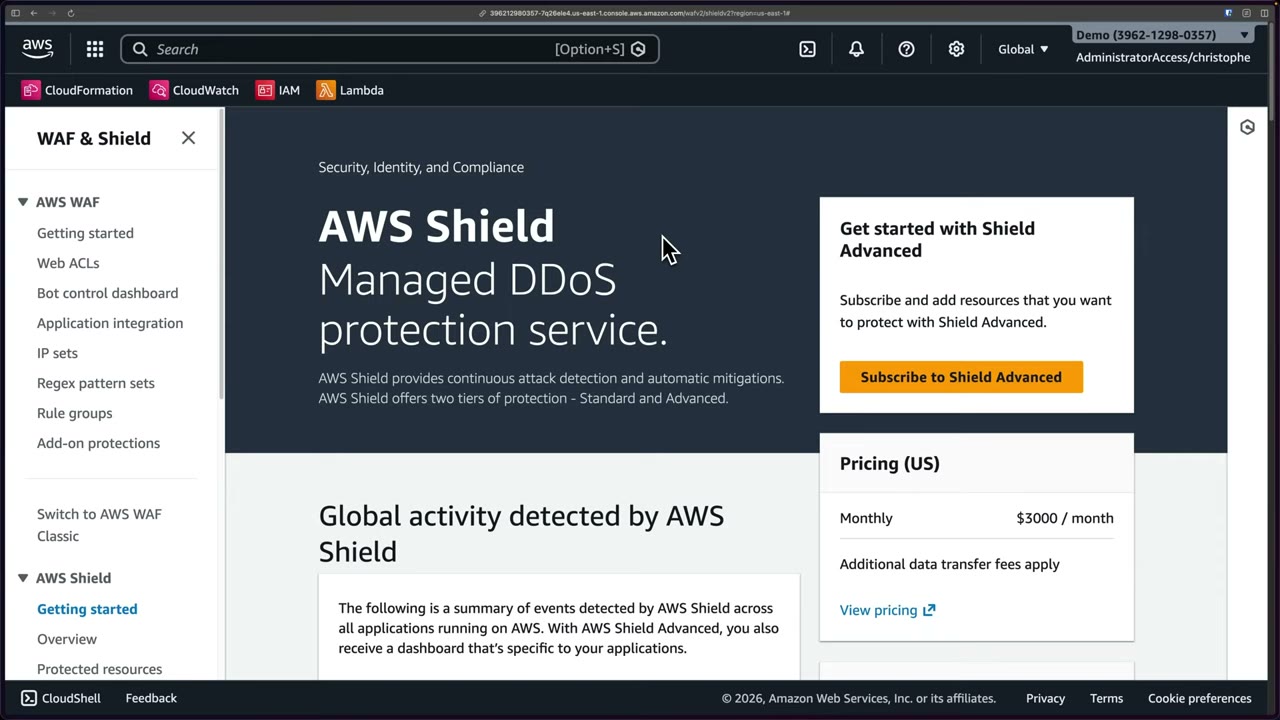 396212980357-7q26ele4.us-east-1.console.aws.amazon.com/wafv2/shieldv2?region=us-east-1#
aws
Search
[Option+S]
Global
Demo (3962-1298-0357)
AdministratorAccess/christophe
CloudFormation
CloudWatch
IAM
Lambda
WAF & Shield
AWS WAF
Getting started
Web ACLs
Bot control dashboard
Application integration
IP sets
Regex pattern sets
Rule groups
Add-on protections
Switch to AWS WAF
Classic
AWS Shield
Getting started
Overview
Protected resources
Security, Identity, and Compliance
AWS Shield
Managed DDoS
protection service.
AWS Shield provides continuous attack detection and automatic mitigations.
AWS Shield offers two tiers of protection - Standard and Advanced.
Get started with Shield
Advanced
Subscribe and add resources that you want
to protect with Shield Advanced.
Subscribe to Shield Advanced
Pricing (US)
Monthly
$3000 / month
Additional data transfer fees apply
View pricing
Global activity detected by AWS
Shield
The following is a summary of events detected by AWS Shield across
all applications running on AWS. With AWS Shield Advanced, you also
receive a dashboard that's specific to your applications.
CloudShell
Feedback
© 2026, Amazon Web Services, Inc. or its affiliates.
Privacy
Terms
Cookie preferences